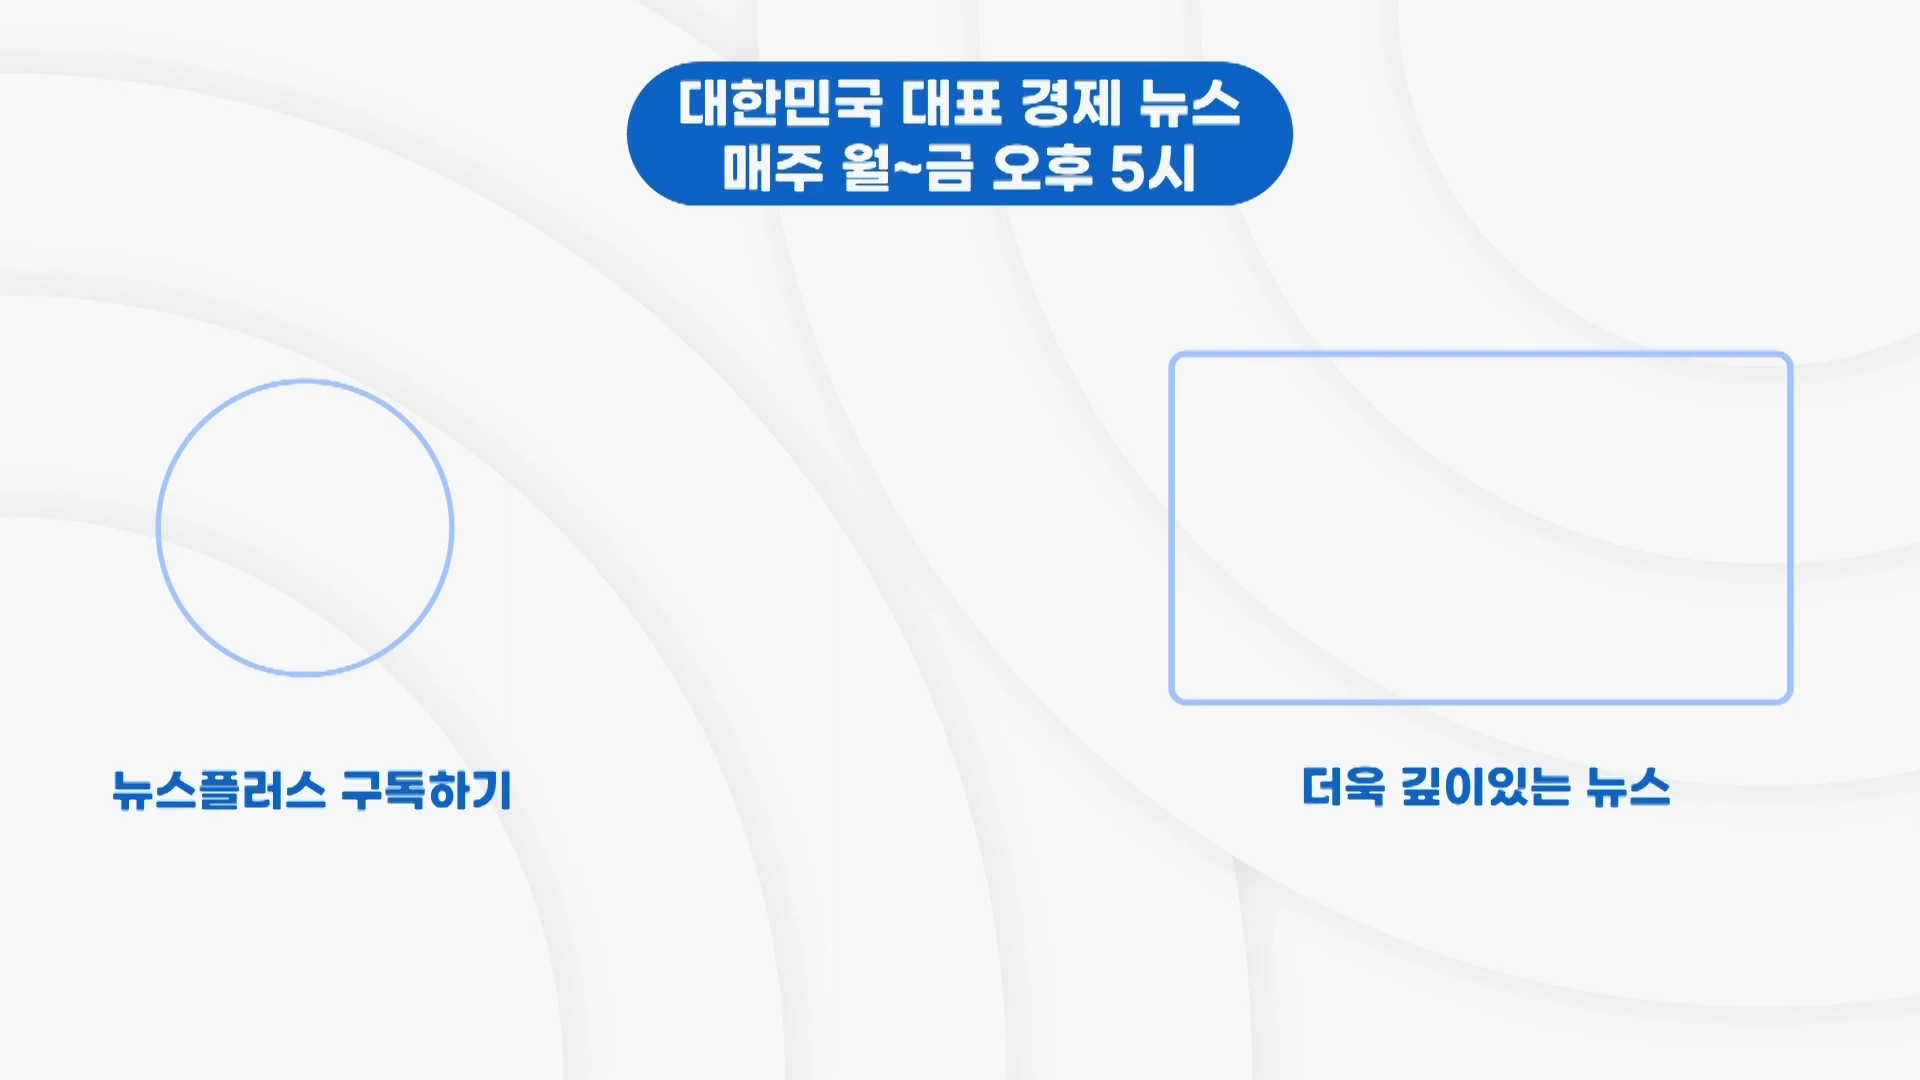 대한민국 대표 경제 뉴스
매주 월~금 오후 5시
뉴스플러스 구독하기
더욱 깊이있는 뉴스